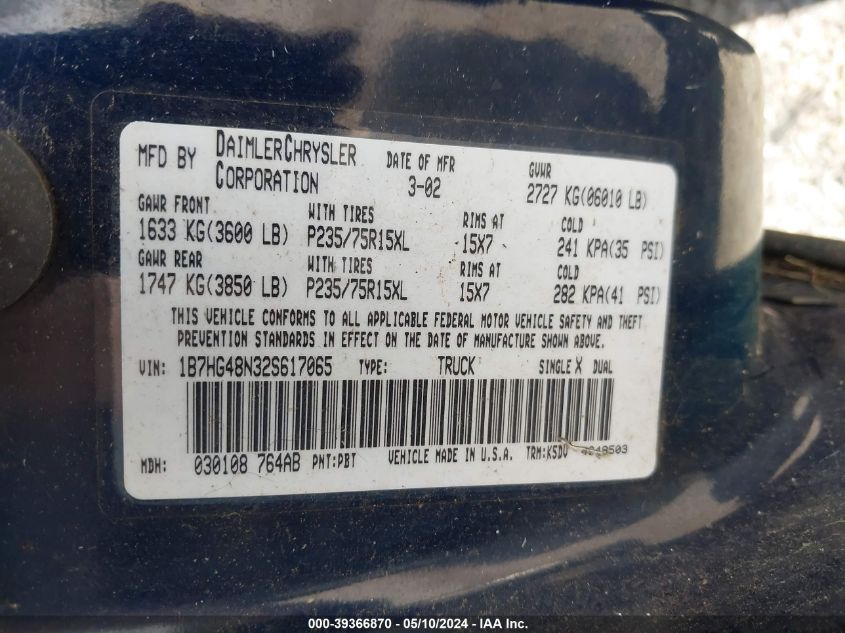 MFD BY DAIMLERCHRYSLER CORPORATION DATE OF MFR 3-02 GVWR 2727 KG(06010 LB)
GAWR FRONT WITH TIRES RIMS AT COLD
1633 KG(3600 LB) P235/75R15XL 15X7 241 KPA(35 PSI)
GAWR REAR WITH TIRES RIMS AT COLD
1747 KG(3850 LB) P235/75R15XL 15X7 282 KPA(41 PSI)
THIS VEHICLE CONFORMS TO ALL APPLICABLE FEDERAL MOTOR VEHICLE SAFETY AND THEFT
PREVENTION STANDARDS IN EFFECT ON THE DATE OF MANUFACTURE SHOWN ABOVE.
VIN: 1B7HG48N32S617065 TYPE: TRUCK SINGLE X DUAL
MDH: 030108 764AB PNT:PBT VEHICLE MADE IN U.S.A. TRM:KSDV
000-39366870 - 05/10/2024 - IAA Inc.